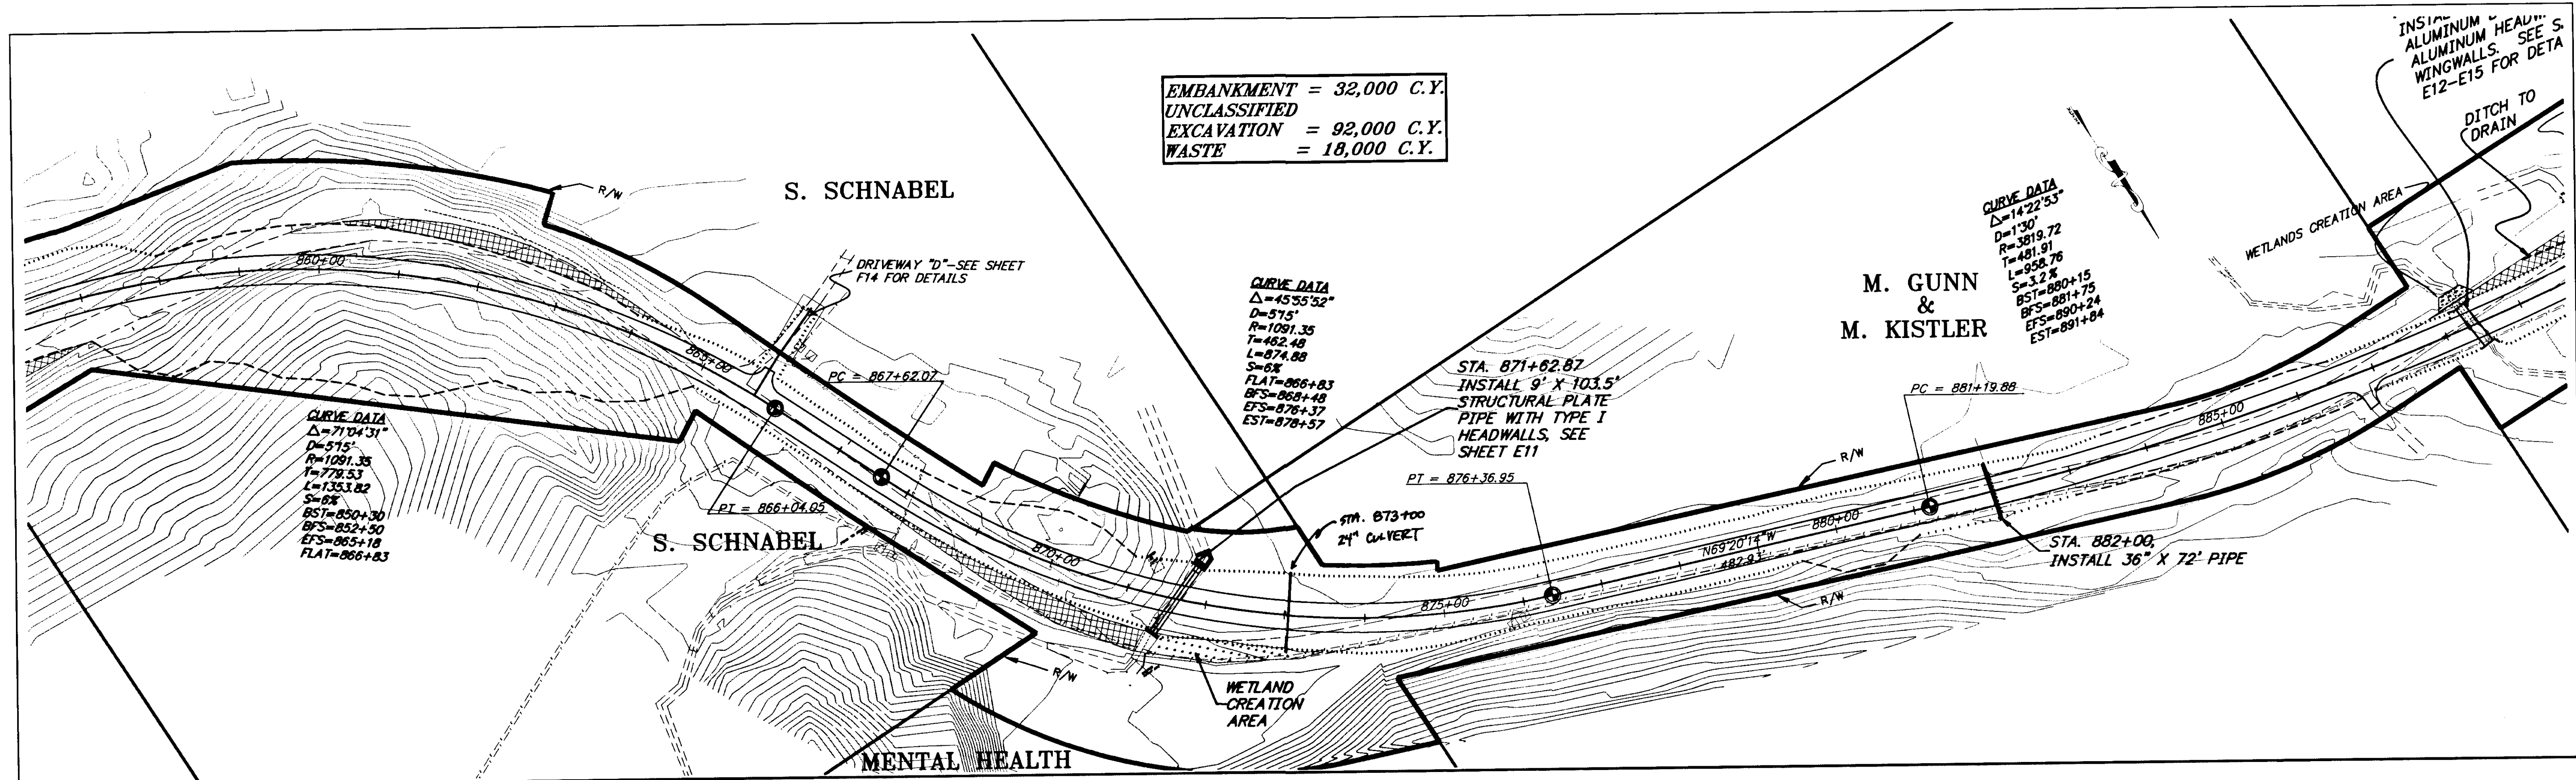 EMBANKMENT = 32,000 C.Y.
UNCLASSIFIED
EXCAVATION = 92,000 C.Y.
WASTE = 18,000 C.Y.
S. SCHNABEL
R/W
860+00
DRIVEWAY "D"-SEE SHEET
F14 FOR DETAILS
865+00
PC = 867+62.07
PT = 866+04.05
CURVE DATA
Δ=71°04'31"
D=5°15'
R=1091.35
T=779.53
L=1353.82
S=6%
BST=850+30
BFS=852+50
EFS=865+18
FLAT=866+83
S. SCHNABEL
870+00
R/W
MENTAL HEALTH
CURVE DATA
Δ=45°55'52"
D=5°15'
R=1091.35
T=462.48
L=874.88
S=6%
FLAT=866+83
BFS=868+48
EFS=876+37
EST=878+57
STA. 871+62.87
INSTALL 9' X 103.5'
STRUCTURAL PLATE
PIPE WITH TYPE I
HEADWALLS, SEE
SHEET E11
STA. 873+00
24" CULVERT
WETLAND
CREATION
AREA
PT = 876+36.95
875+00
N69°20'14"W
482.93'
880+00
R/W
R/W
M. GUNN
&
M. KISTLER
PC = 881+19.88
CURVE DATA
Δ=14°22'53"
D=1°30'
R=3819.72
T=481.91
L=958.76
S=3.2%
BST=880+15
BFS=881+75
EFS=890+24
EST=891+84
885+00
STA. 882+00,
INSTALL 36" X 72' PIPE
WETLANDS CREATION AREA
ALUMINUM
ALUMINUM
WINGWALLS. SEE
E12-E15 FOR
DITCH TO
DRAIN